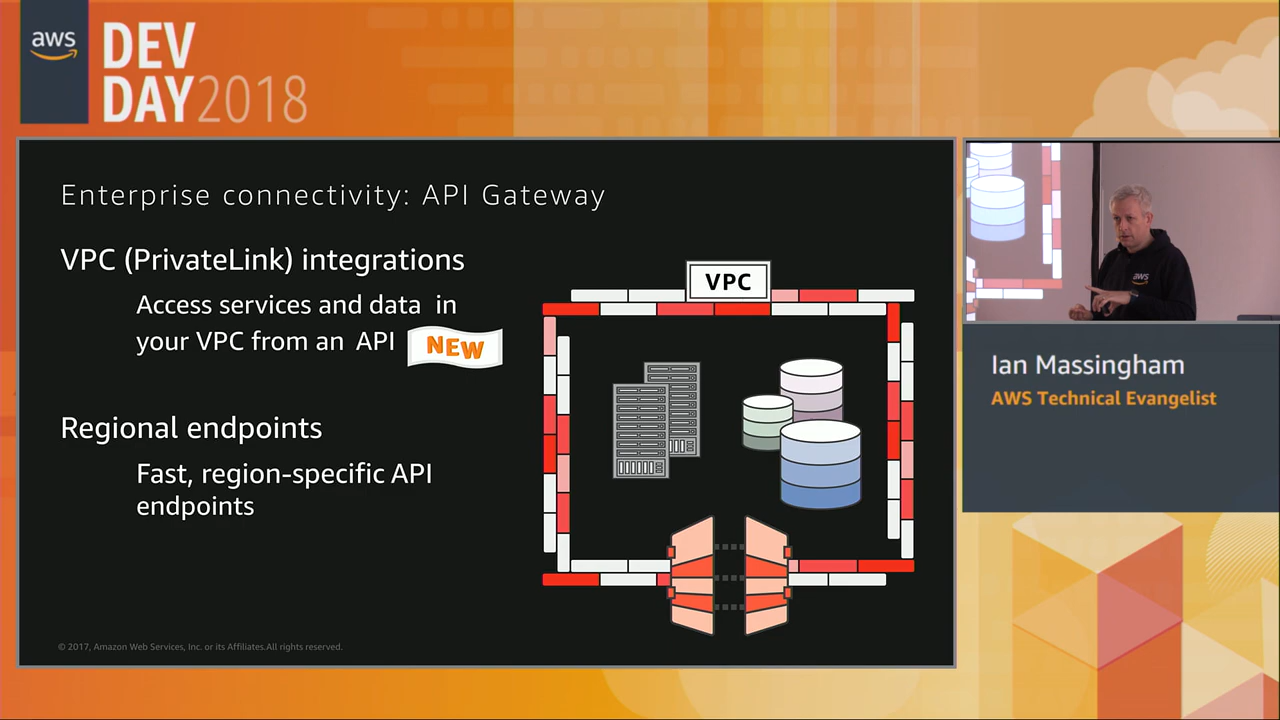 aws
DEV
DAY2018
Enterprise connectivity: API Gateway
VPC (PrivateLink) integrations
Access services and data in
your VPC from an API NEW
Regional endpoints
Fast, region-specific API
endpoints
VPC
© 2017, Amazon Web Services, Inc. or its Affiliates.All rights reserved.
aws
Ian Massingham
AWS Technical Evangelist